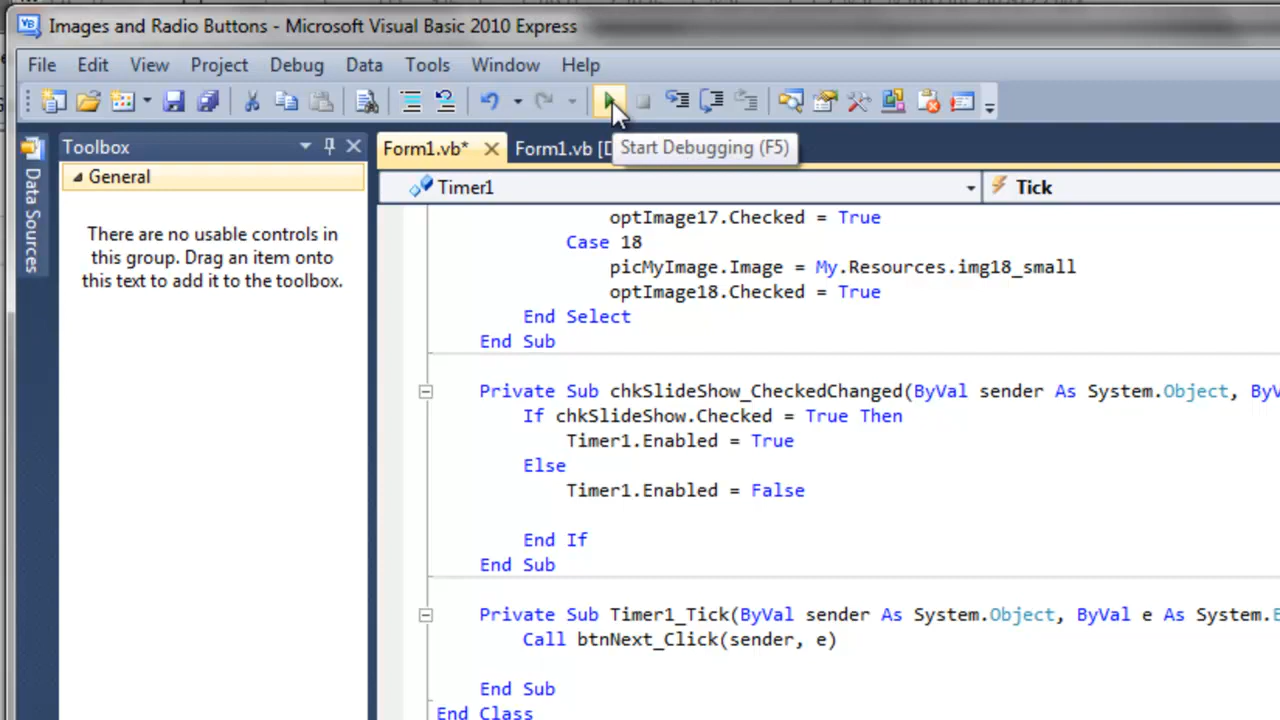 Images and Radio Buttons - Microsoft Visual Basic 2010 Express
File Edit View Project Debug Data Tools Window Help
Toolbox
Form1.vb*
Form1.vb [D
Start Debugging (F5)
General
Timer1
Tick
Data Sources
There are no usable controls in
this group. Drag an item onto
this text to add it to the toolbox.
optImage17.Checked = True
Case 18
picMyImage.Image = My.Resources.img18_small
optImage18.Checked = True
End Select
End Sub
Private Sub chkSlideShow_CheckedChanged(ByVal sender As System.Object, ByV
If chkSlideShow.Checked = True Then
Timer1.Enabled = True
Else
Timer1.Enabled = False
End If
End Sub
Private Sub Timer1_Tick(ByVal sender As System.Object, ByVal e As System.E
Call btnNext_Click(sender, e)
End Sub
End Class